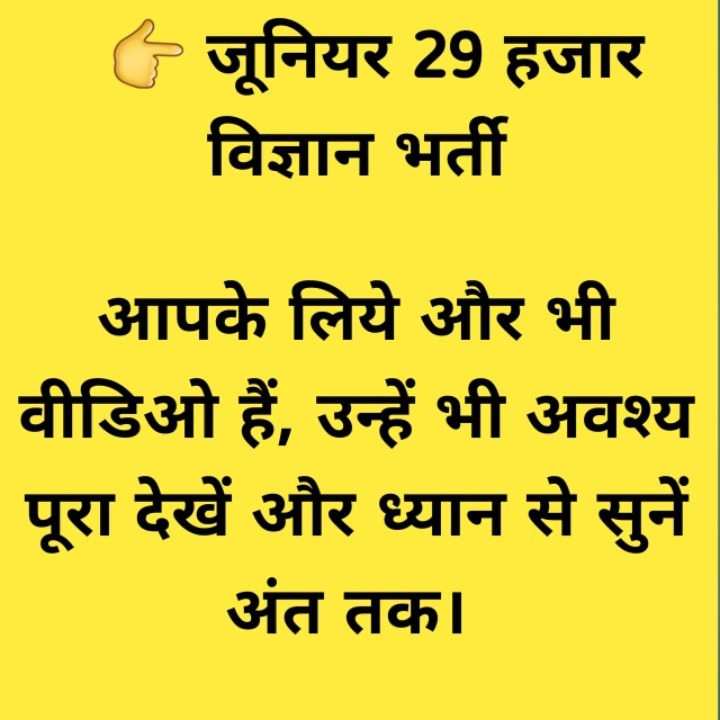 👉 जूनियर 29 हजार
विज्ञान भर्ती
आपके लिये और भी
वीडिओ हैं, उन्हें भी अवश्य
पूरा देखें और ध्यान से सुनें
अंत तक।